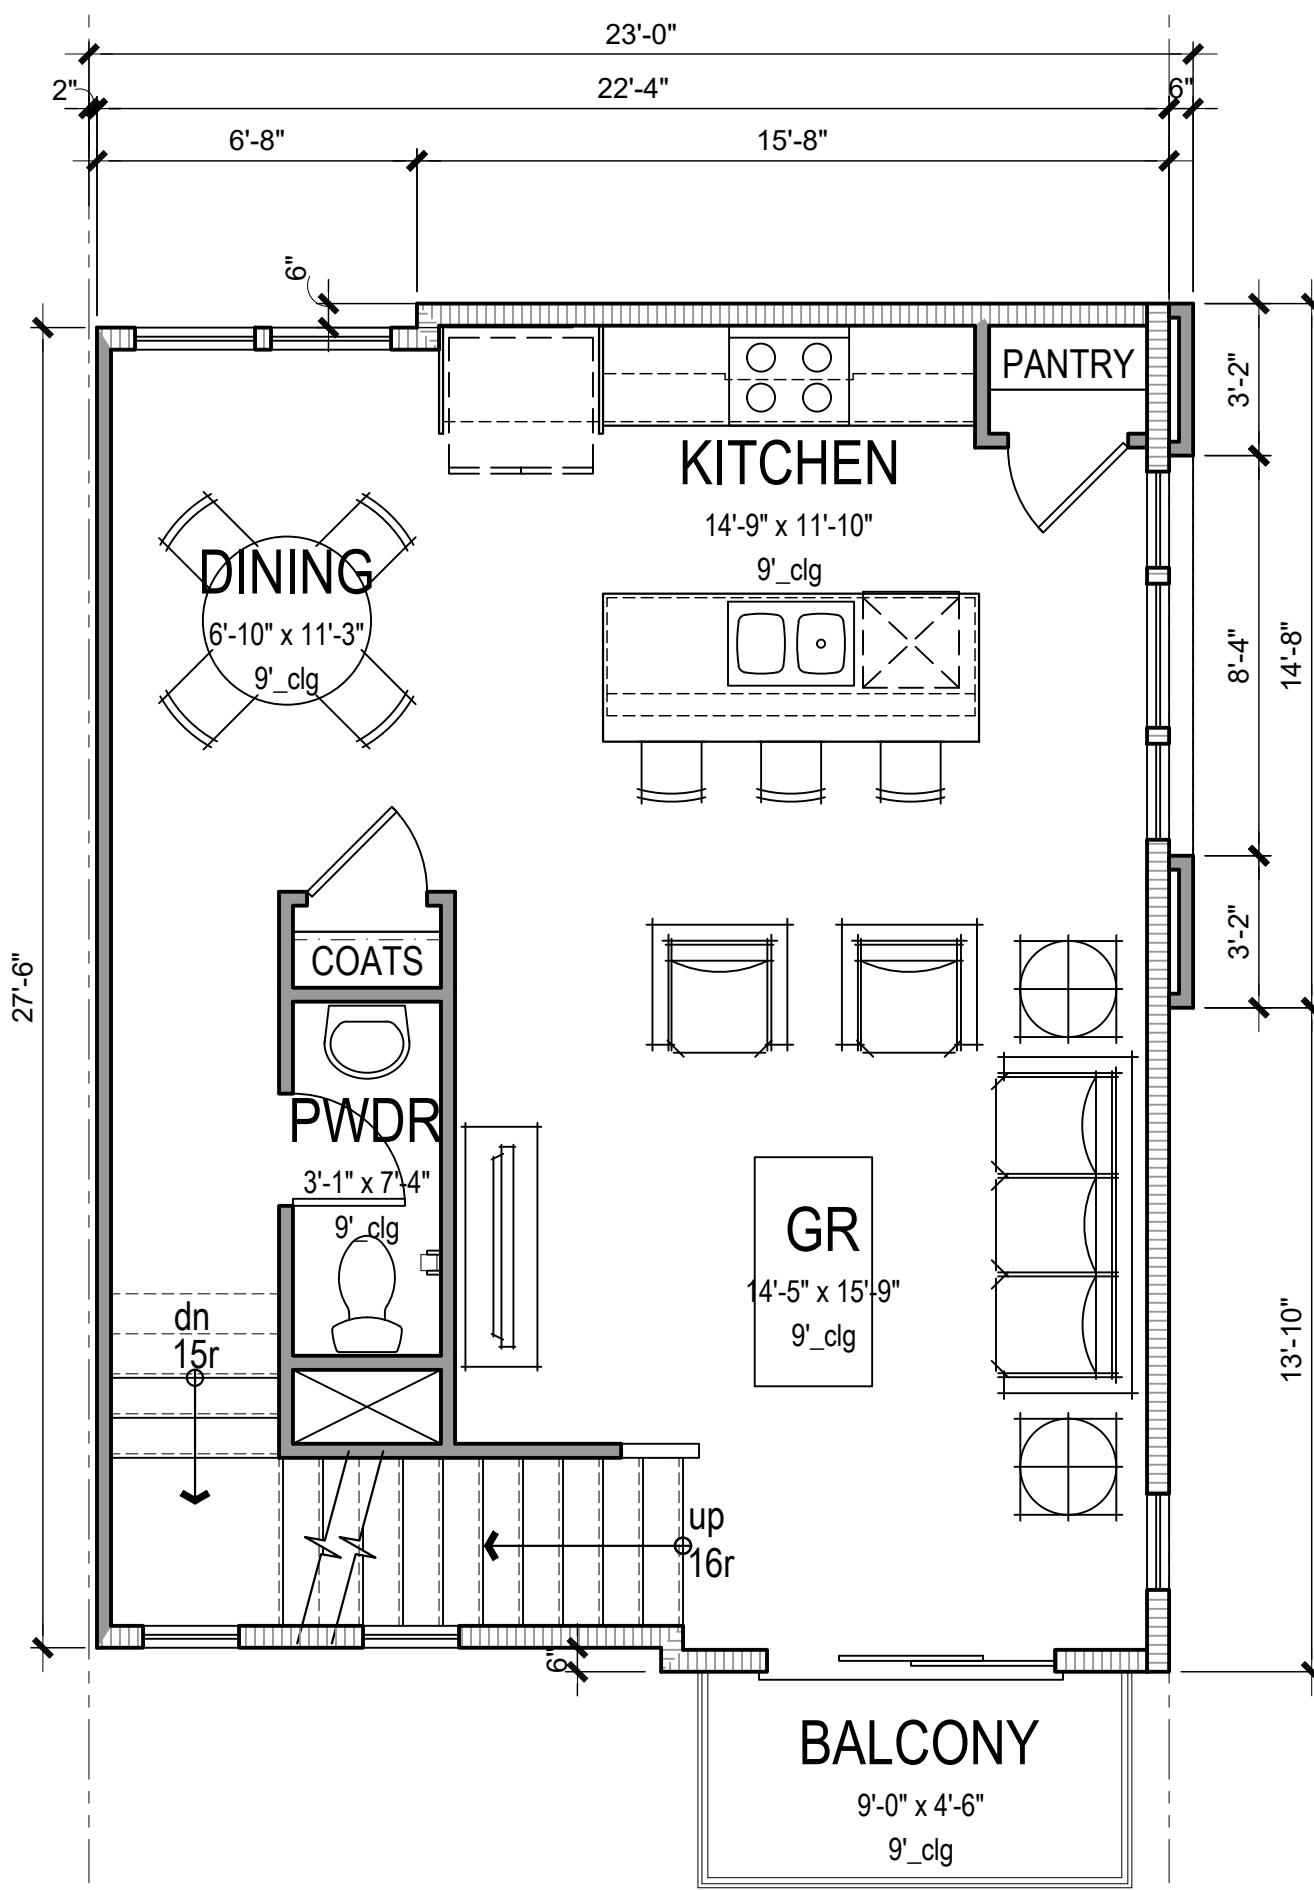 23'-0"
2"
22'-4"
6"
6'-8"
15'-8"
6"
PANTRY
3'-2"
KITCHEN
14'-9" x 11'-10"
9'_clg
DINING
6'-10" x 11'-3"
9'_clg
8'-4"
14'-8"
COATS
3'-2"
27'-6"
PWDR
3'-1" x 7'-4"
9'_clg
GR
14'-5" x 15'-9"
9'_clg
dn
15r
13'-10"
up
16r
6"
BALCONY
9'-0" x 4'-6"
9'_clg